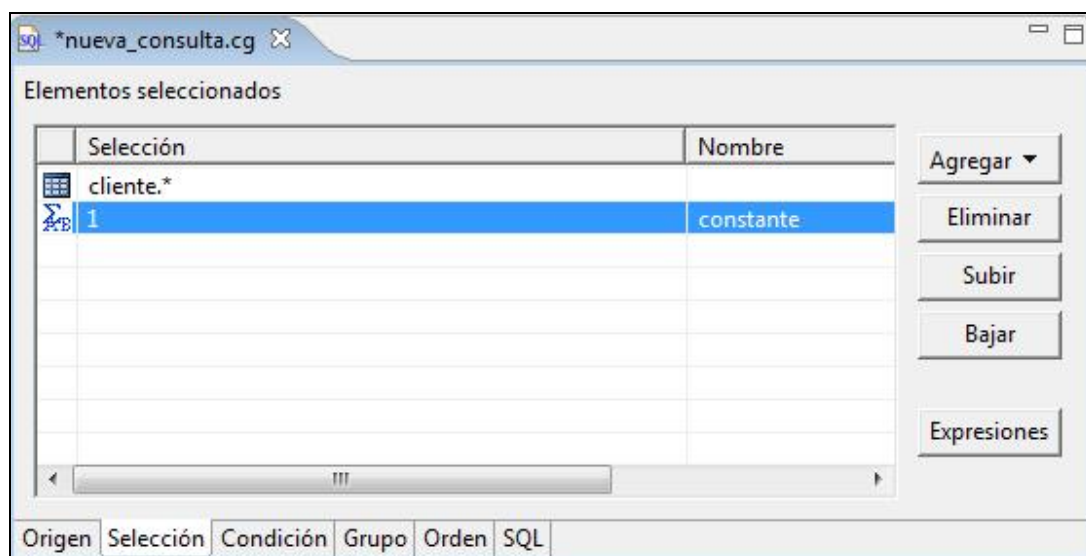 SQL *nueva_consulta.cg
Elementos seleccionados
Selección Nombre
Agregar
cliente.*
1 constante
Eliminar
Subir
Bajar
Expresiones
Origen Selección Condición Grupo Orden SQL